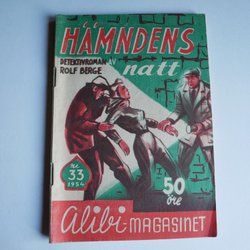 HÄMNDENS
natt
DETEKTIVROMAN AV
ROLF BERGE
Nr.
33
1954
50
öre
Alibi MAGASINET